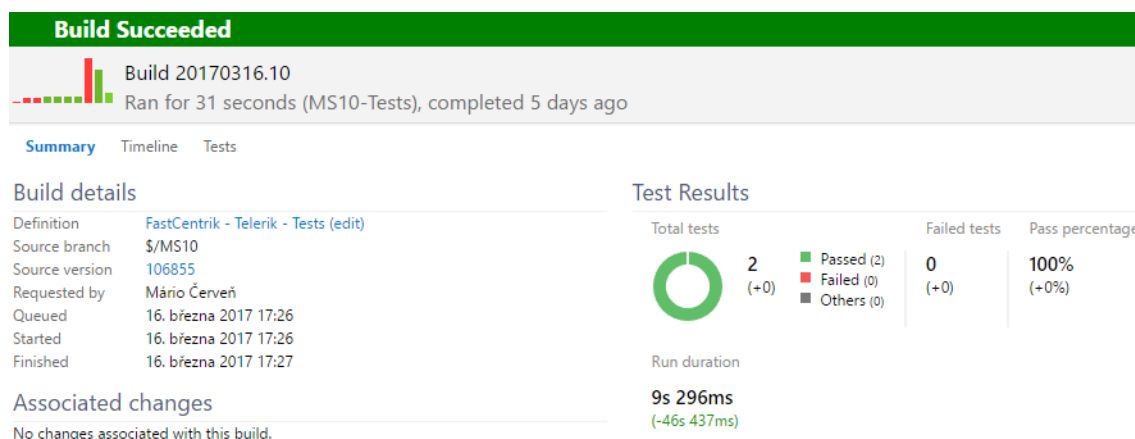 Build Succeeded
Build 20170316.10
Ran for 31 seconds (MS10-Tests), completed 5 days ago
Summary Timeline Tests
Build details
Definition FastCentrik - Telerik - Tests (edit)
Source branch $/MS10
Source version 106855
Requested by Mário Červeň
Queued 16. března 2017 17:26
Started 16. března 2017 17:26
Finished 16. března 2017 17:27
Associated changes
No changes associated with this build.
Test Results
Total tests Failed tests Pass percentage
2
(+0)
Passed (2)
Failed (0)
Others (0)
0
(+0)
100%
(+0%)
Run duration
9s 296ms
(-46s 437ms)